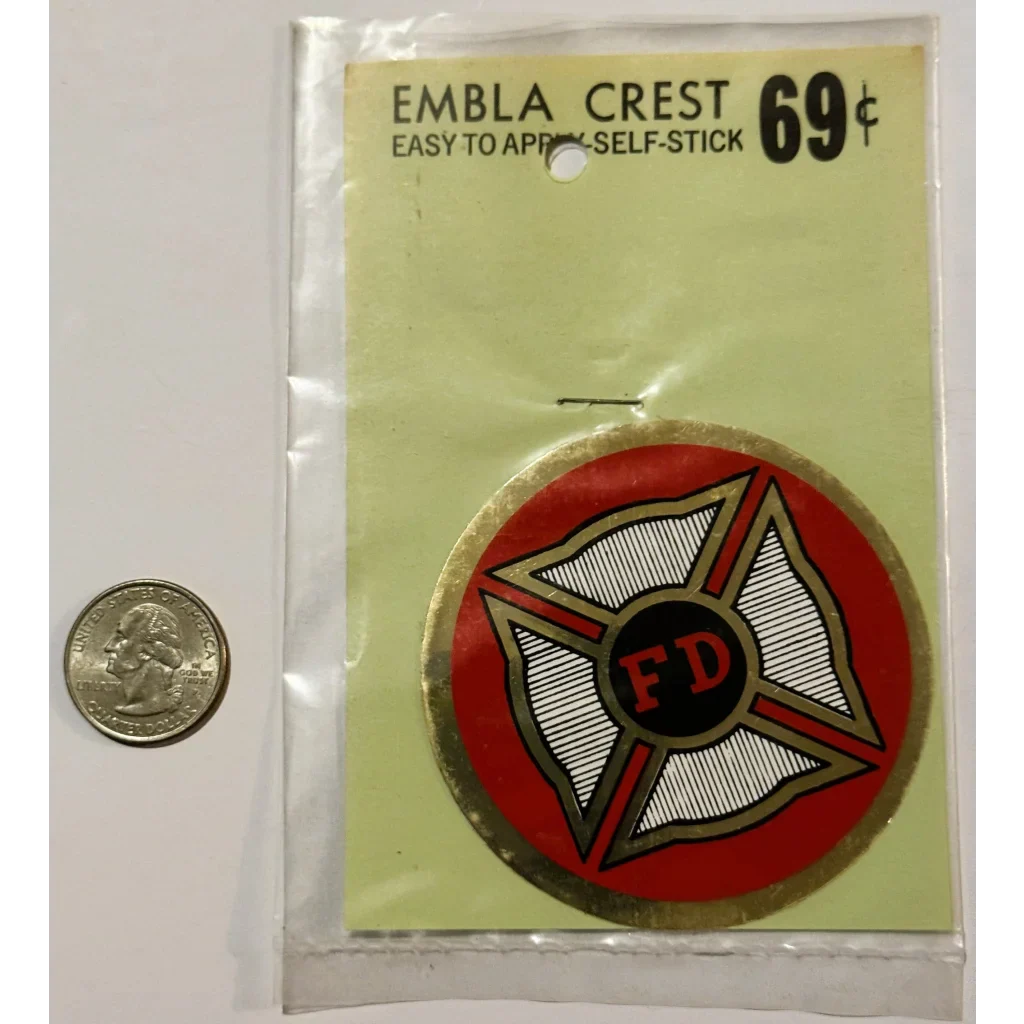 EMBLA CREST 69¢
EASY TO APPLY-SELF-STICK
FD
UNITED STATES OF AMERICA
LIBERTY
IN
GOD WE
TRUST
QUARTER DOLLAR